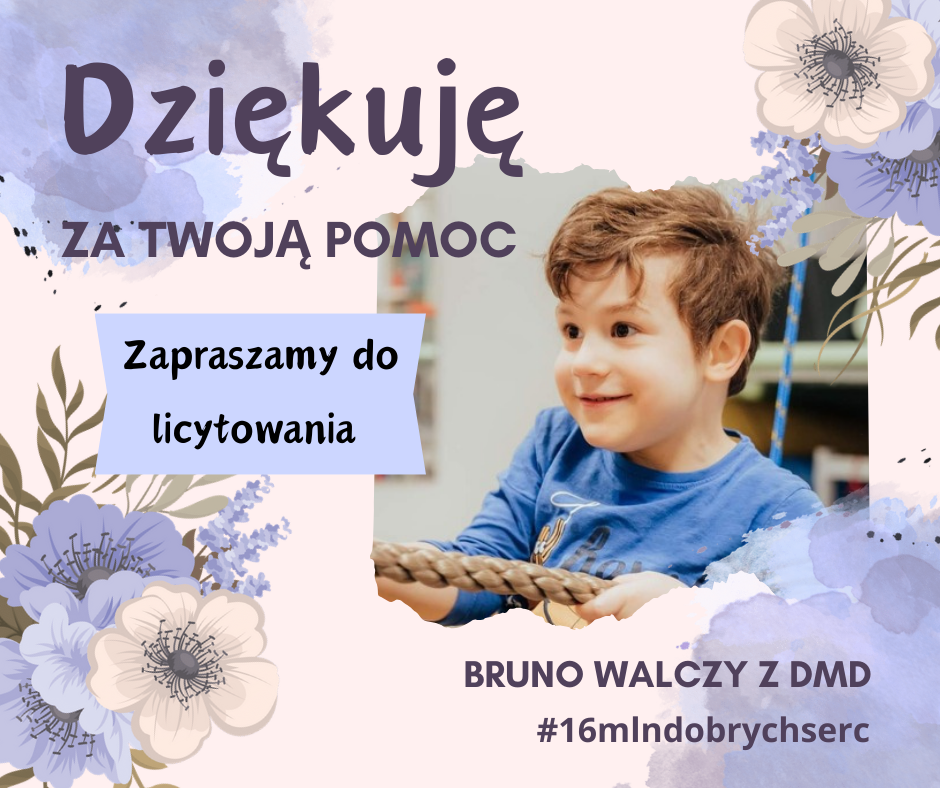 Dziękuję
ZA TWOJĄ POMOC
Zapraszamy do
licytowania
BRUNO WALCZY Z DMD
#16mlndobrychserc